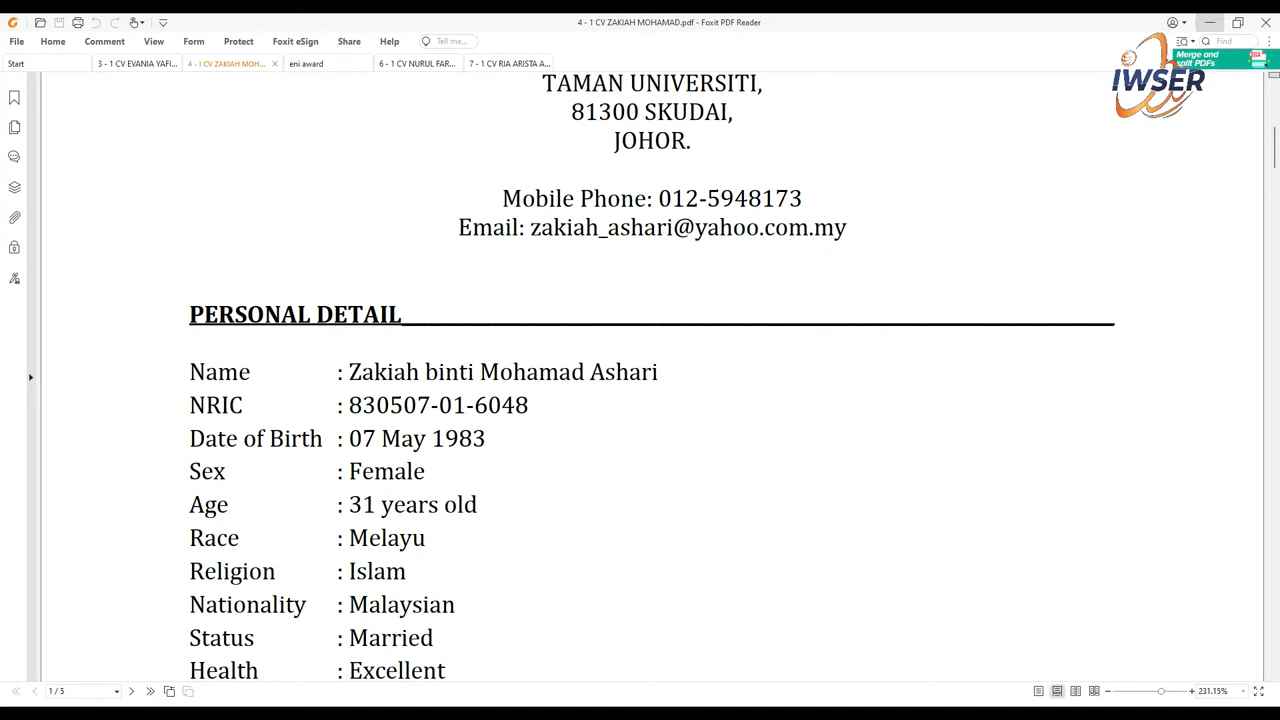 4 - 1 CV ZAKIAH MOHAMAD.pdf - Foxit PDF Reader
File Home Comment View Form Protect Foxit eSign Share Help Tell me... Find
Start 3 - 1 CV EVANIA YAFI... 4 - 1 CV ZAKIAH MOH... eni award 6 - 1 CV NURUL FAR... 7 - 1 CV PIA ARISTA A...
Merge and
split PDFs
IWSER
TAMAN UNIVERSITI,
81300 SKUDAI,
JOHOR.
Mobile Phone: 012-5948173
Email: zakiah_ashari@yahoo.com.my
PERSONAL DETAIL
Name : Zakiah binti Mohamad Ashari
NRIC : 830507-01-6048
Date of Birth : 07 May 1983
Sex : Female
Age : 31 years old
Race : Melayu
Religion : Islam
Nationality : Malaysian
Status : Married
Health : Excellent
1 / 5 231.15%